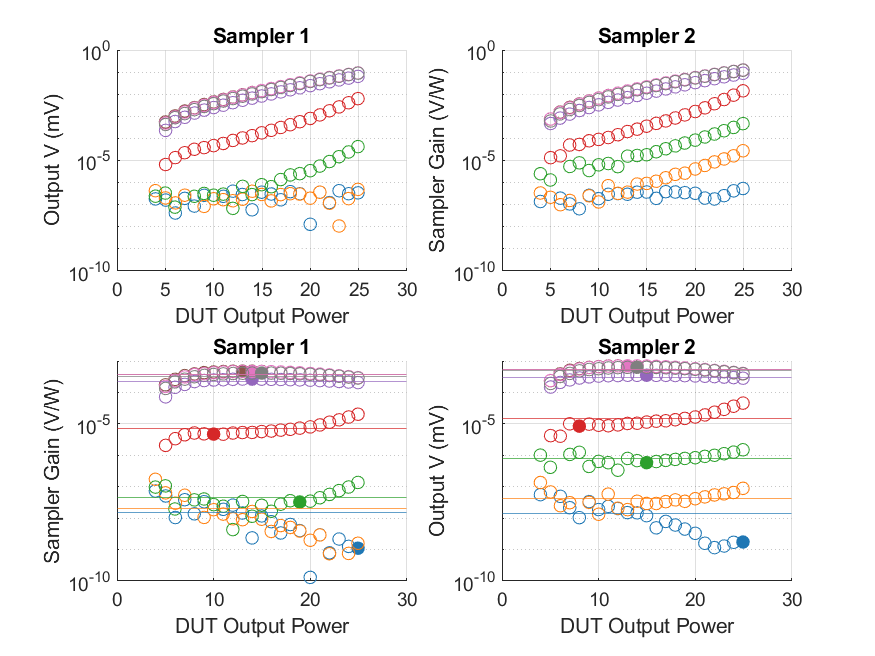 Sampler 1
Output V (mV)
10^0
10^-5
10^-10
0 5 10 15 20 25 30
DUT Output Power
Sampler 2
Sampler Gain (V/W)
10^0
10^-5
10^-10
0 5 10 15 20 25 30
DUT Output Power
Sampler 1
Sampler Gain (V/W)
10^-5
10^-10
0 10 20 30
DUT Output Power
Sampler 2
Output V (mV)
10^-5
10^-10
0 10 20 30
DUT Output Power